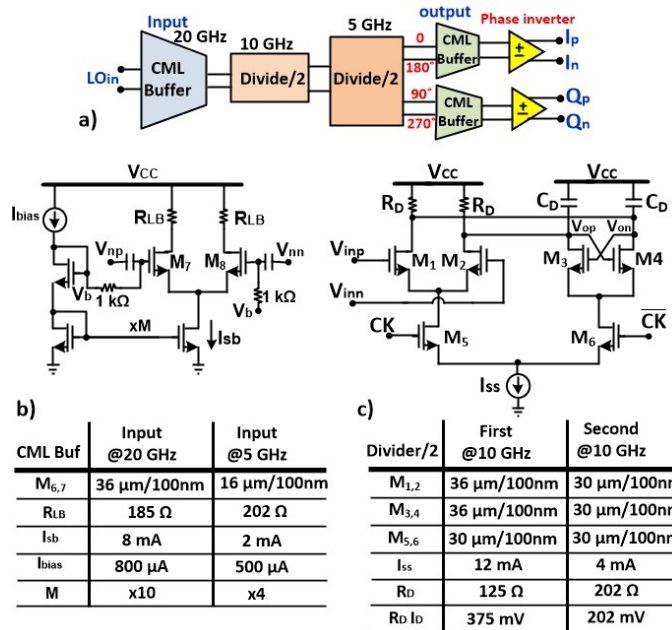 Input
output
Phase inverter
20 GHz
10 GHz
5 GHz
LOin
CML Buffer
Divide/2
Divide/2
0
180°
90°
270°
CML Buffer
CML Buffer
±
±
Ip
In
Qp
Qn
a)
VCC
Ibias
RLB
RLB
Vnp
Vnn
M7
M8
Vb
1 kΩ
1 kΩ
Vb
xM
Isb
VCC
VCC
RD
RD
CD
CD
Vop
Von
Vinp
Vinn
M1
M2
M3
M4
CK
M5
M6
CK
Iss
b)
CML Buf | Input @20 GHz | Input @5 GHz
M6,7 | 36 μm/100nm | 16 μm/100nm
RLB | 185 Ω | 202 Ω
Isb | 8 mA | 2 mA
Ibias | 800 μA | 500 μA
M | x10 | x4
c)
Divider/2 | First @10 GHz | Second @10 GHz
M1,2 | 36 μm/100nm | 30 μm/100nm
M3,4 | 36 μm/100nm | 30 μm/100nm
M5,6 | 30 μm/100nm | 30 μm/100nm
Iss | 12 mA | 4 mA
RD | 125 Ω | 202 Ω
RD ID | 375 mV | 202 mV